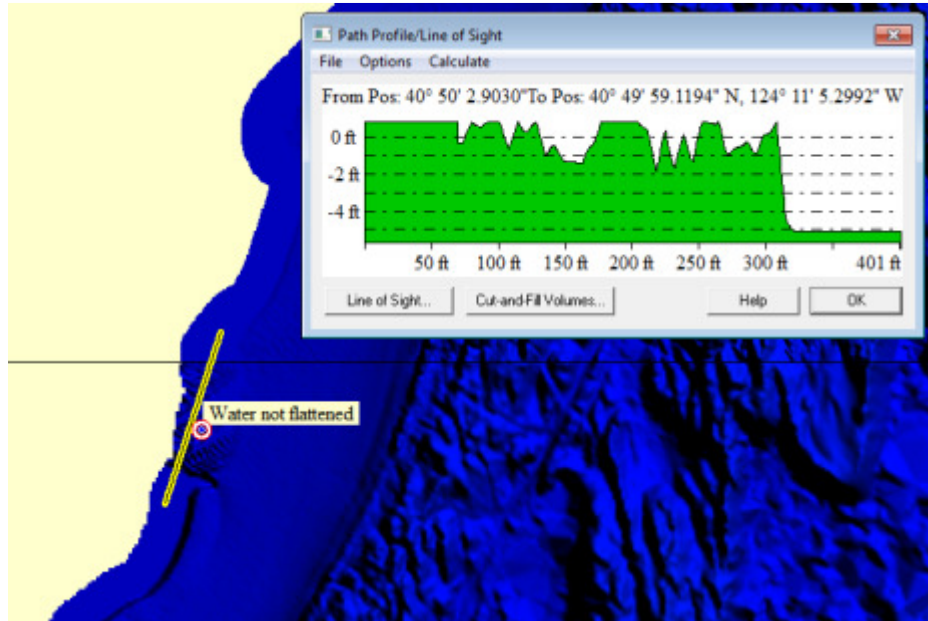 Path Profile/Line of Sight
File Options Calculate
From Pos: 40° 50' 2.9030"To Pos: 40° 49' 59.1194" N, 124° 11' 5.2992" W
0 ft
-2 ft
-4 ft
50 ft 100 ft 150 ft 200 ft 250 ft 300 ft 401 ft
Line of Sight... Cut-and-Fill Volumes... Help OK
Water not flattened